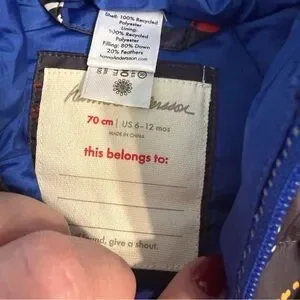 Shell: 100% Recycled
Polyester
Lining:
100% Recycled
Polyester
Filling: 80% Down
20% Feathers
hannaAndersson.com
70 cm | US 6-12 mos
MADE IN CHINA
this belongs to:
found, give a shout.